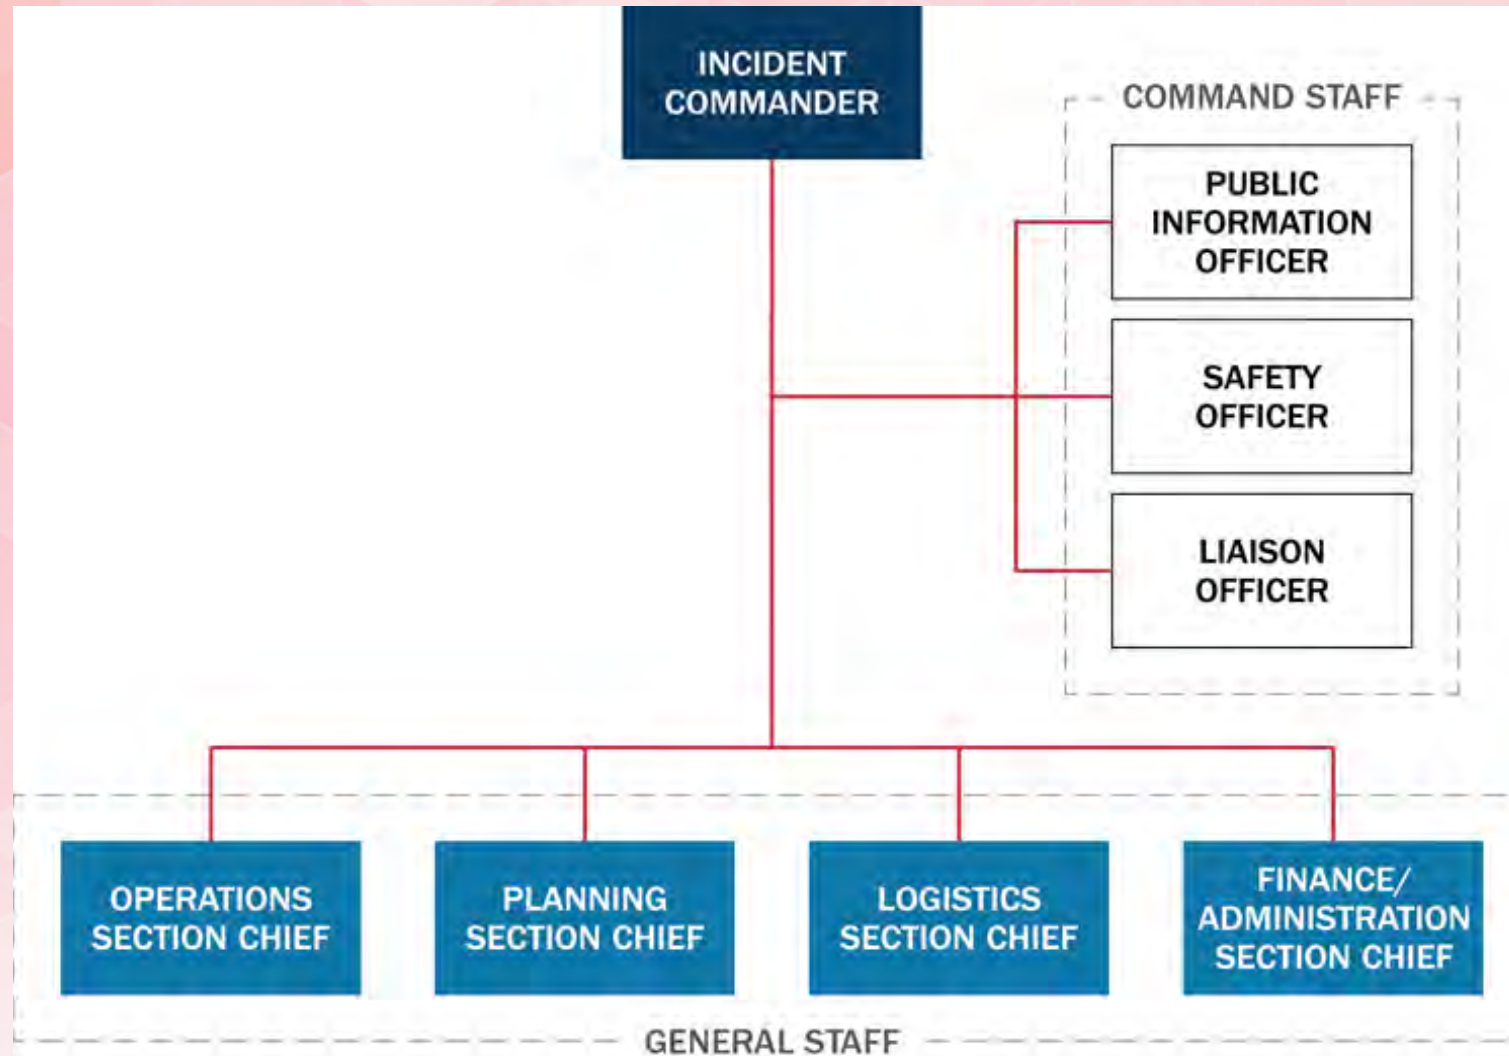 INCIDENT
COMMANDER
COMMAND STAFF
PUBLIC
INFORMATION
OFFICER
SAFETY
OFFICER
LIAISON
OFFICER
OPERATIONS
SECTION CHIEF
PLANNING
SECTION CHIEF
LOGISTICS
SECTION CHIEF
FINANCE/
ADMINISTRATION
SECTION CHIEF
GENERAL STAFF